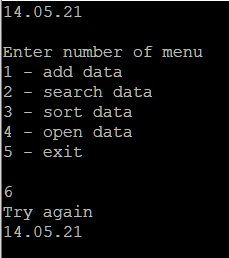 14.05.21
Enter number of menu
1 - add data
2 - search data
3 - sort data
4 - open data
5 - exit
6
Try again
14.05.21